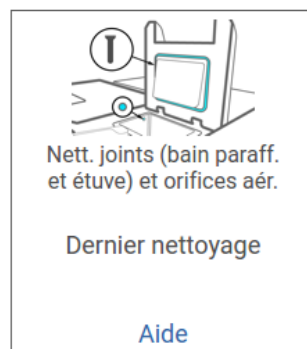 Nett. joints (bain paraff.
et étuve) et orifices aér.
Dernier nettoyage
Aide